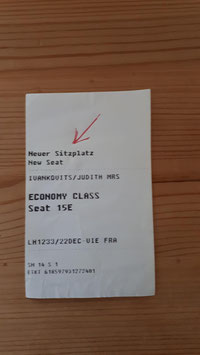 Neuer Sitzplatz
New Seat
IVANKOVITS/JUDITH MRS
ECONOMY CLASS
Seat 15E
LH1233/22DEC VIE FRA